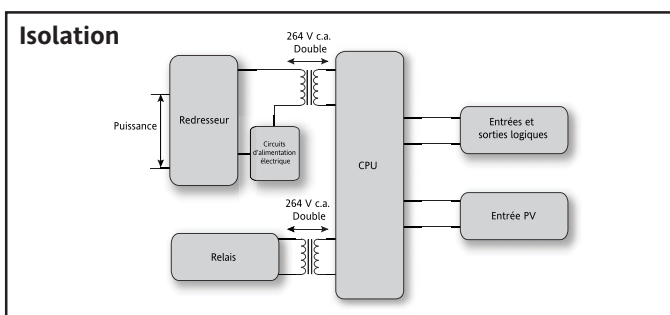 Isolation
264 V c.a.
Double
Puissance
Redresseur
Circuits
d'alimentation
électrique
CPU
Entrées et
sorties logiques
Entrée PV
264 V c.a.
Double
Relais